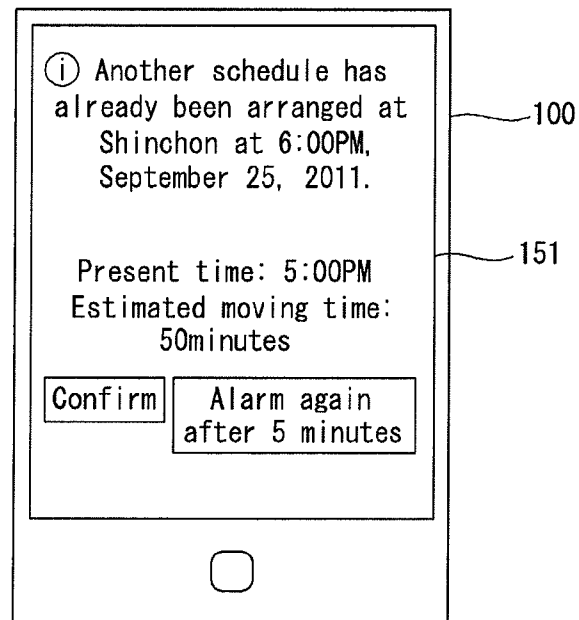 ⓘ Another schedule has
already been arranged at
Shinchon at 6:00PM,
September 25, 2011.
100
151
Present time: 5:00PM
Estimated moving time:
50minutes
Confirm
Alarm again
after 5 minutes